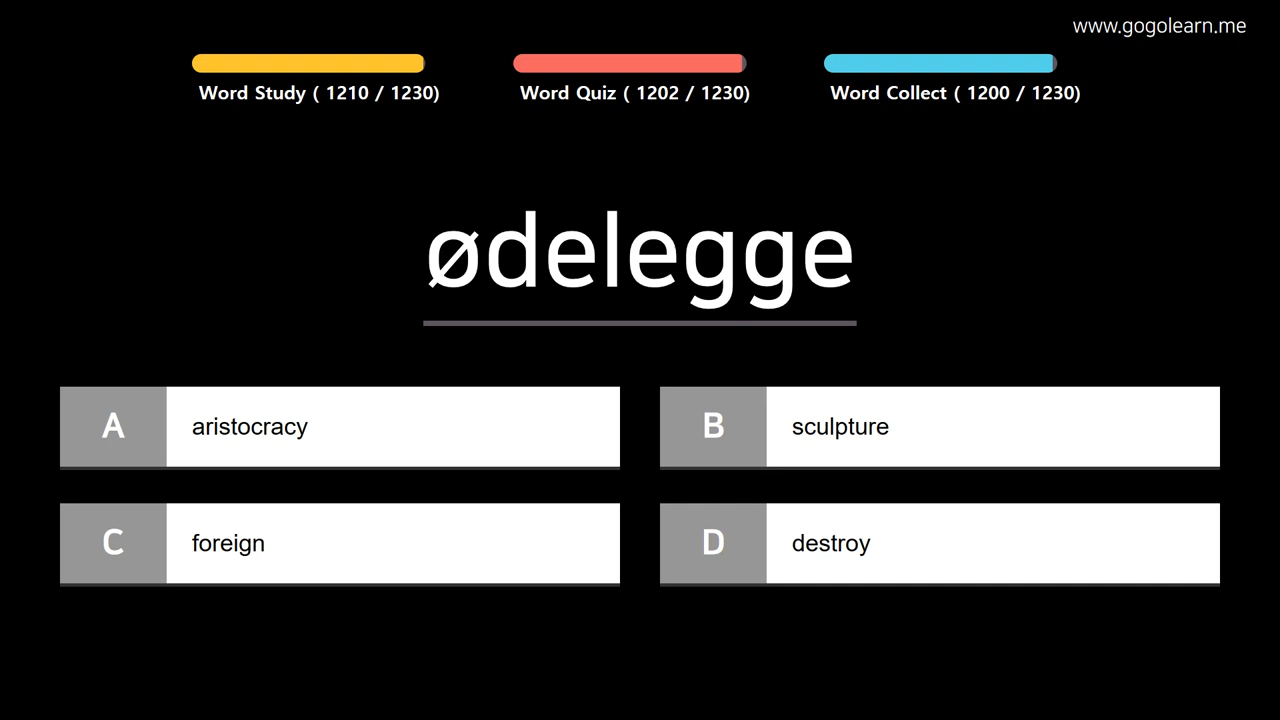 www.gogolearn.me
Word Study ( 1210 / 1230)
Word Quiz ( 1202 / 1230)
Word Collect ( 1200 / 1230)
ødelegge
A aristocracy
B sculpture
C foreign
D destroy